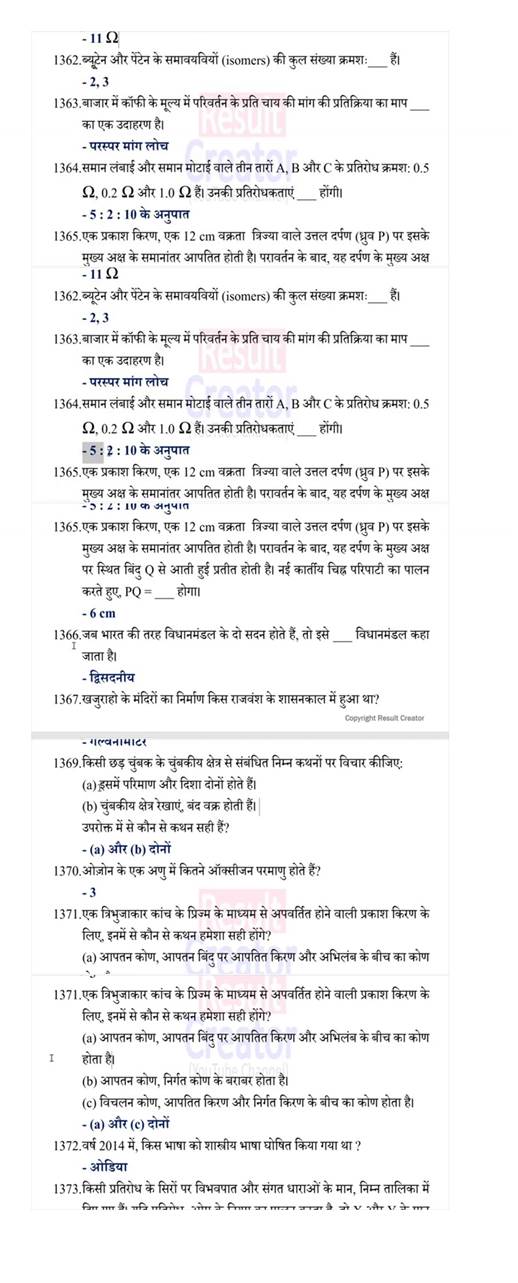 - 11 Ω
1362.ब्यूटेन और पेंटेन के समावयवियों (isomers) की कुल संख्या क्रमशः____ हैं।
- 2, 3
1363.बाजार में कॉफी के मूल्य में परिवर्तन के प्रति चाय की मांग की प्रतिक्रिया का माप ____
का एक उदाहरण है।
- परस्पर मांग लोच
1364.समान लंबाई और समान मोटाई वाले तीन तारों A, B और C के प्रतिरोध क्रमश: 0.5
Ω, 0.2 Ω और 1.0 Ω हैं। उनकी प्रतिरोधकताएं ____ होंगी।
- 5 : 2 : 10 के अनुपात
1365.एक प्रकाश किरण, एक 12 cm वक्रता त्रिज्या वाले उत्तल दर्पण (ध्रुव P) पर इसके
मुख्य अक्ष के समानांतर आपतित होती है। परावर्तन के बाद, यह दर्पण के मुख्य अक्ष
- 11 Ω
1362.ब्यूटेन और पेंटेन के समावयवियों (isomers) की कुल संख्या क्रमशः____ हैं।
- 2, 3
1363.बाजार में कॉफी के मूल्य में परिवर्तन के प्रति चाय की मांग की प्रतिक्रिया का माप ____
का एक उदाहरण है।
- परस्पर मांग लोच
1364.समान लंबाई और समान मोटाई वाले तीन तारों A, B और C के प्रतिरोध क्रमश: 0.5
Ω, 0.2 Ω और 1.0 Ω हैं। उनकी प्रतिरोधकताएं ____ होंगी।
- 5 : 2 : 10 के अनुपात
1365.एक प्रकाश किरण, एक 12 cm वक्रता त्रिज्या वाले उत्तल दर्पण (ध्रुव P) पर इसके
मुख्य अक्ष के समानांतर आपतित होती है। परावर्तन के बाद, यह दर्पण के मुख्य अक्ष
- 5 : 2 : 10 के अनुपात
1365.एक प्रकाश किरण, एक 12 cm वक्रता त्रिज्या वाले उत्तल दर्पण (ध्रुव P) पर इसके
मुख्य अक्ष के समानांतर आपतित होती है। परावर्तन के बाद, यह दर्पण के मुख्य अक्ष
पर स्थित बिंदु Q से आती हुई प्रतीत होती है। नई कार्तीय चिह्न परिपाटी का पालन
करते हुए, PQ = ____ होगा।
- 6 cm
1366.जब भारत की तरह विधानमंडल के दो सदन होते हैं, तो इसे ____ विधानमंडल कहा
जाता है।
- द्विसदनीय
1367.खजुराहो के मंदिरों का निर्माण किस राजवंश के शासनकाल में हुआ था?
Copyright Result Creator
- गैल्वेनोमीटर
1369.किसी छड़ चुंबक के चुंबकीय क्षेत्र से संबंधित निम्न कथनों पर विचार कीजिए:
(a) इसमें परिमाण और दिशा दोनों होते हैं।
(b) चुंबकीय क्षेत्र रेखाएं, बंद वक्र होती हैं।
उपरोक्त में से कौन से कथन सही हैं?
- (a) और (b) दोनों
1370.ओज़ोन के एक अणु में कितने ऑक्सीजन परमाणु होते हैं?
- 3
1371.एक त्रिभुजाकार कांच के प्रिज्म के माध्यम से अपवर्तित होने वाली प्रकाश किरण के
लिए, इनमें से कौन से कथन हमेशा सही होंगे?
(a) आपतन कोण, आपतन बिंदु पर आपतित किरण और अभिलंब के बीच का कोण
1371.एक त्रिभुजाकार कांच के प्रिज्म के माध्यम से अपवर्तित होने वाली प्रकाश किरण के
लिए, इनमें से कौन से कथन हमेशा सही होंगे?
(a) आपतन कोण, आपतन बिंदु पर आपतित किरण और अभिलंब के बीच का कोण
होता है।
(b) आपतन कोण, निर्गत कोण के बराबर होता है।
(c) विचलन कोण, आपतित किरण और निर्गत किरण के बीच का कोण होता है।
- (a) और (c) दोनों
1372.वर्ष 2014 में, किस भाषा को शास्त्रीय भाषा घोषित किया गया था ?
- ओडिया
1373.किसी प्रतिरोध के सिरों पर विभवपात और संगत धाराओं के मान, निम्न तालिका में